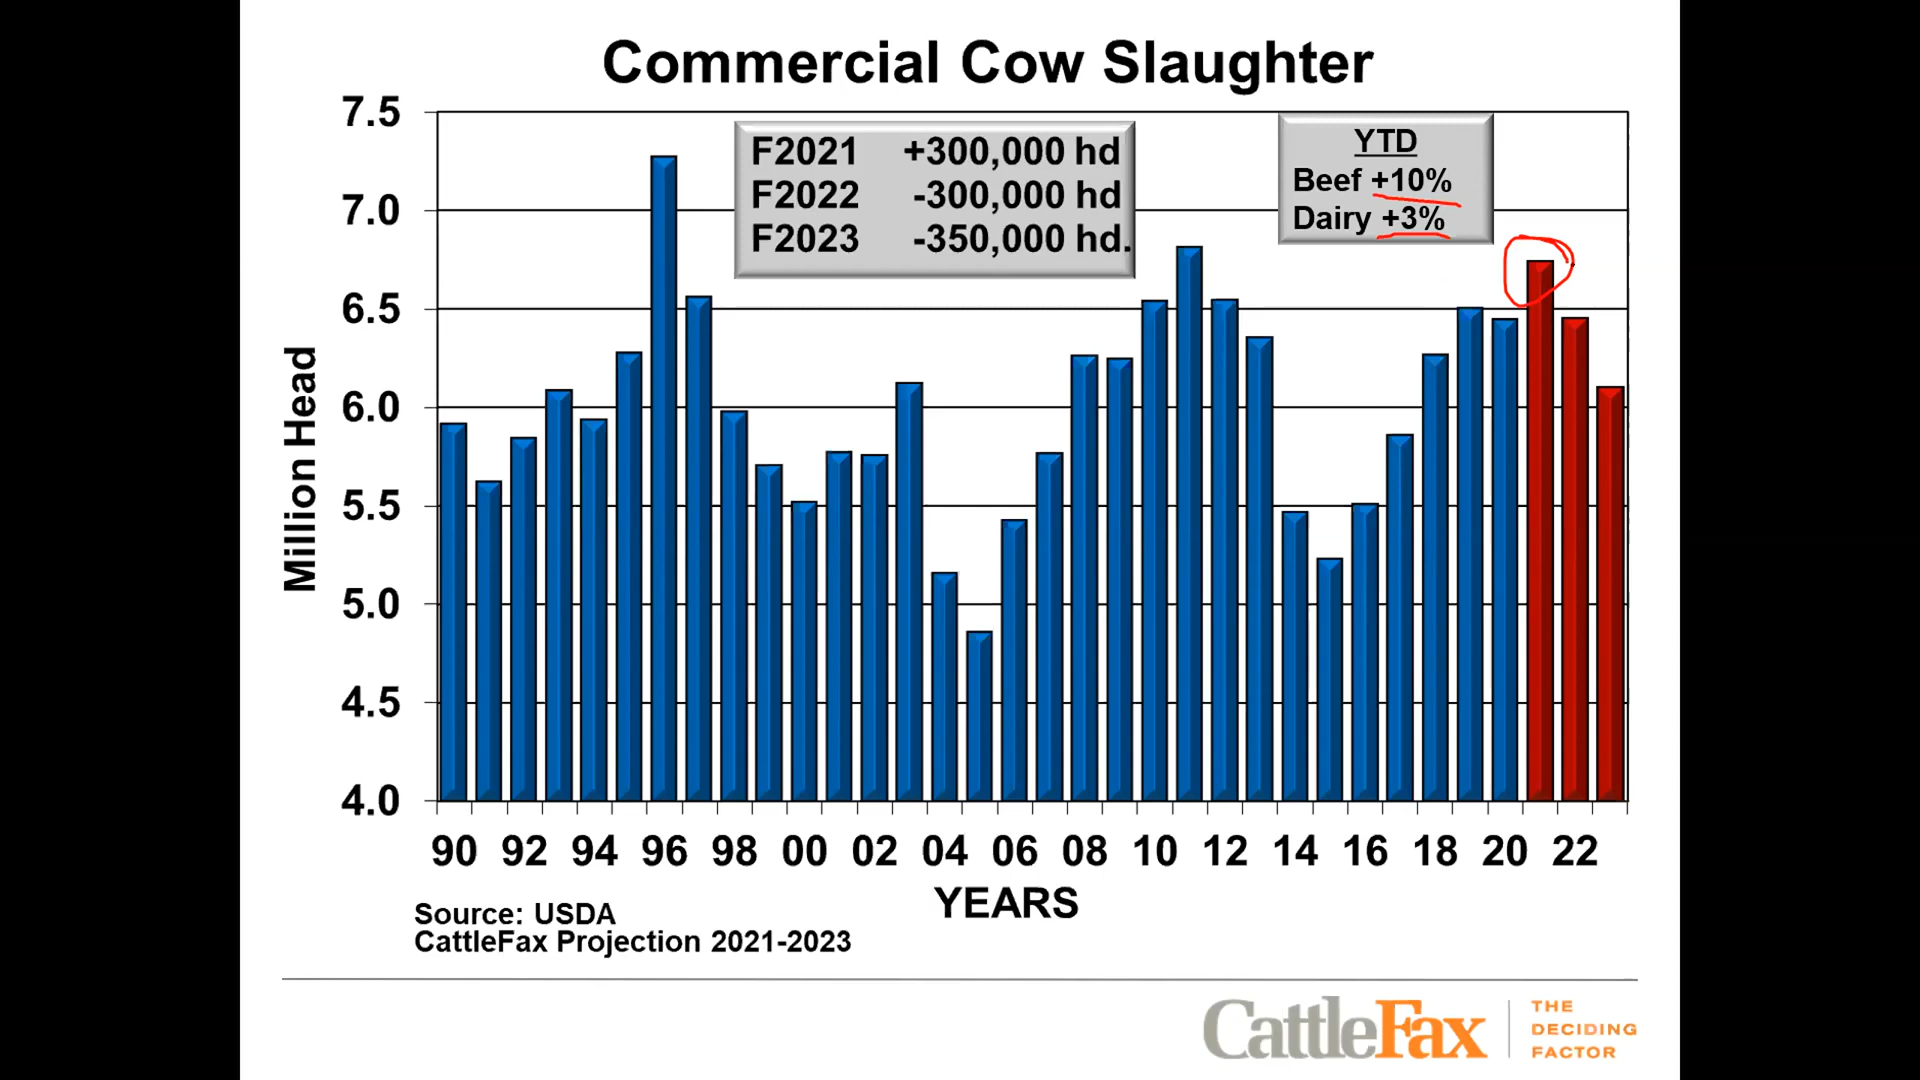 Commercial Cow Slaughter
7.5
7.0
6.5
6.0
5.5
5.0
4.5
4.0
Million Head
F2021 +300,000 hd
F2022 -300,000 hd
F2023 -350,000 hd.
YTD
Beef +10%
Dairy +3%
90 92 94 96 98 00 02 04 06 08 10 12 14 16 18 20 22
YEARS
Source: USDA
CattleFax Projection 2021-2023
CattleFax
THE
DECIDING
FACTOR